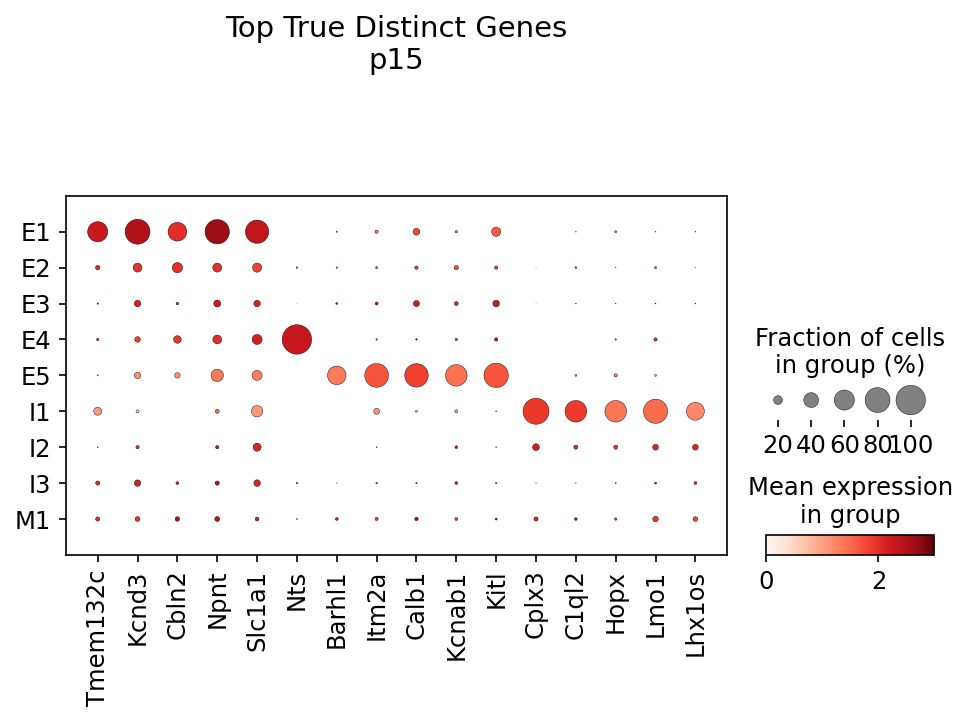 Top True Distinct Genes
p15
E1
E2
E3
E4
E5
I1
I2
I3
M1
Tmem132c
Kcnd3
Cbln2
Npnt
Slc1a1
Nts
Barhl1
Itm2a
Calb1
Kcnab1
Kitl
Cplx3
C1ql2
Hopx
Lmo1
Lhx1os
Fraction of cells
in group (%)
20 40 60 80 100
Mean expression
in group
0 2